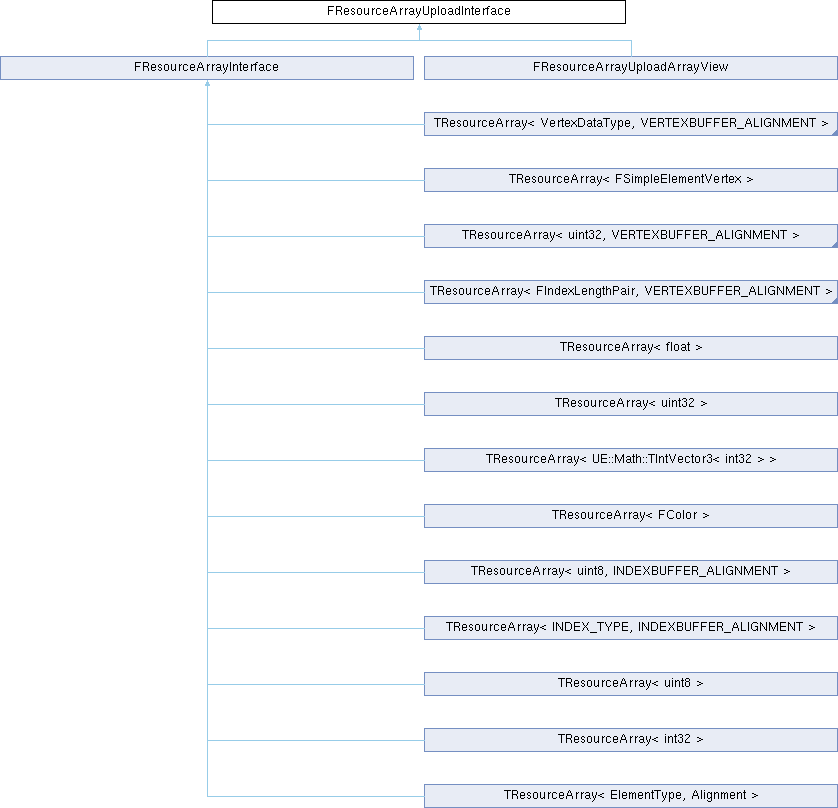 FResourceArrayUploadInterface
FResourceArrayInterface
FResourceArrayUploadArrayView
TResourceArray< VertexDataType, VERTEXBUFFER_ALIGNMENT >
TResourceArray< FSimpleElementVertex >
TResourceArray< uint32, VERTEXBUFFER_ALIGNMENT >
TResourceArray< FIndexLengthPair, VERTEXBUFFER_ALIGNMENT >
TResourceArray< float >
TResourceArray< uint32 >
TResourceArray< UE::Math::TIntVector3< int32 > >
TResourceArray< FColor >
TResourceArray< uint8, INDEXBUFFER_ALIGNMENT >
TResourceArray< INDEX_TYPE, INDEXBUFFER_ALIGNMENT >
TResourceArray< uint8 >
TResourceArray< int32 >
TResourceArray< ElementType, Alignment >